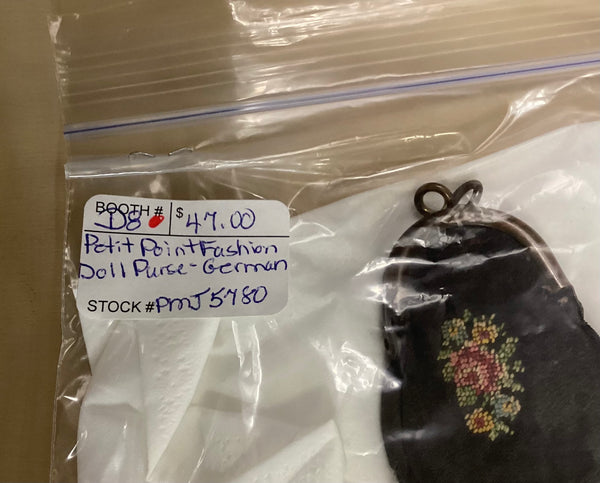 BOOTH # $
D8 47.00
Petit Point Fashion
Doll Purse - German
STOCK # PMJ5780